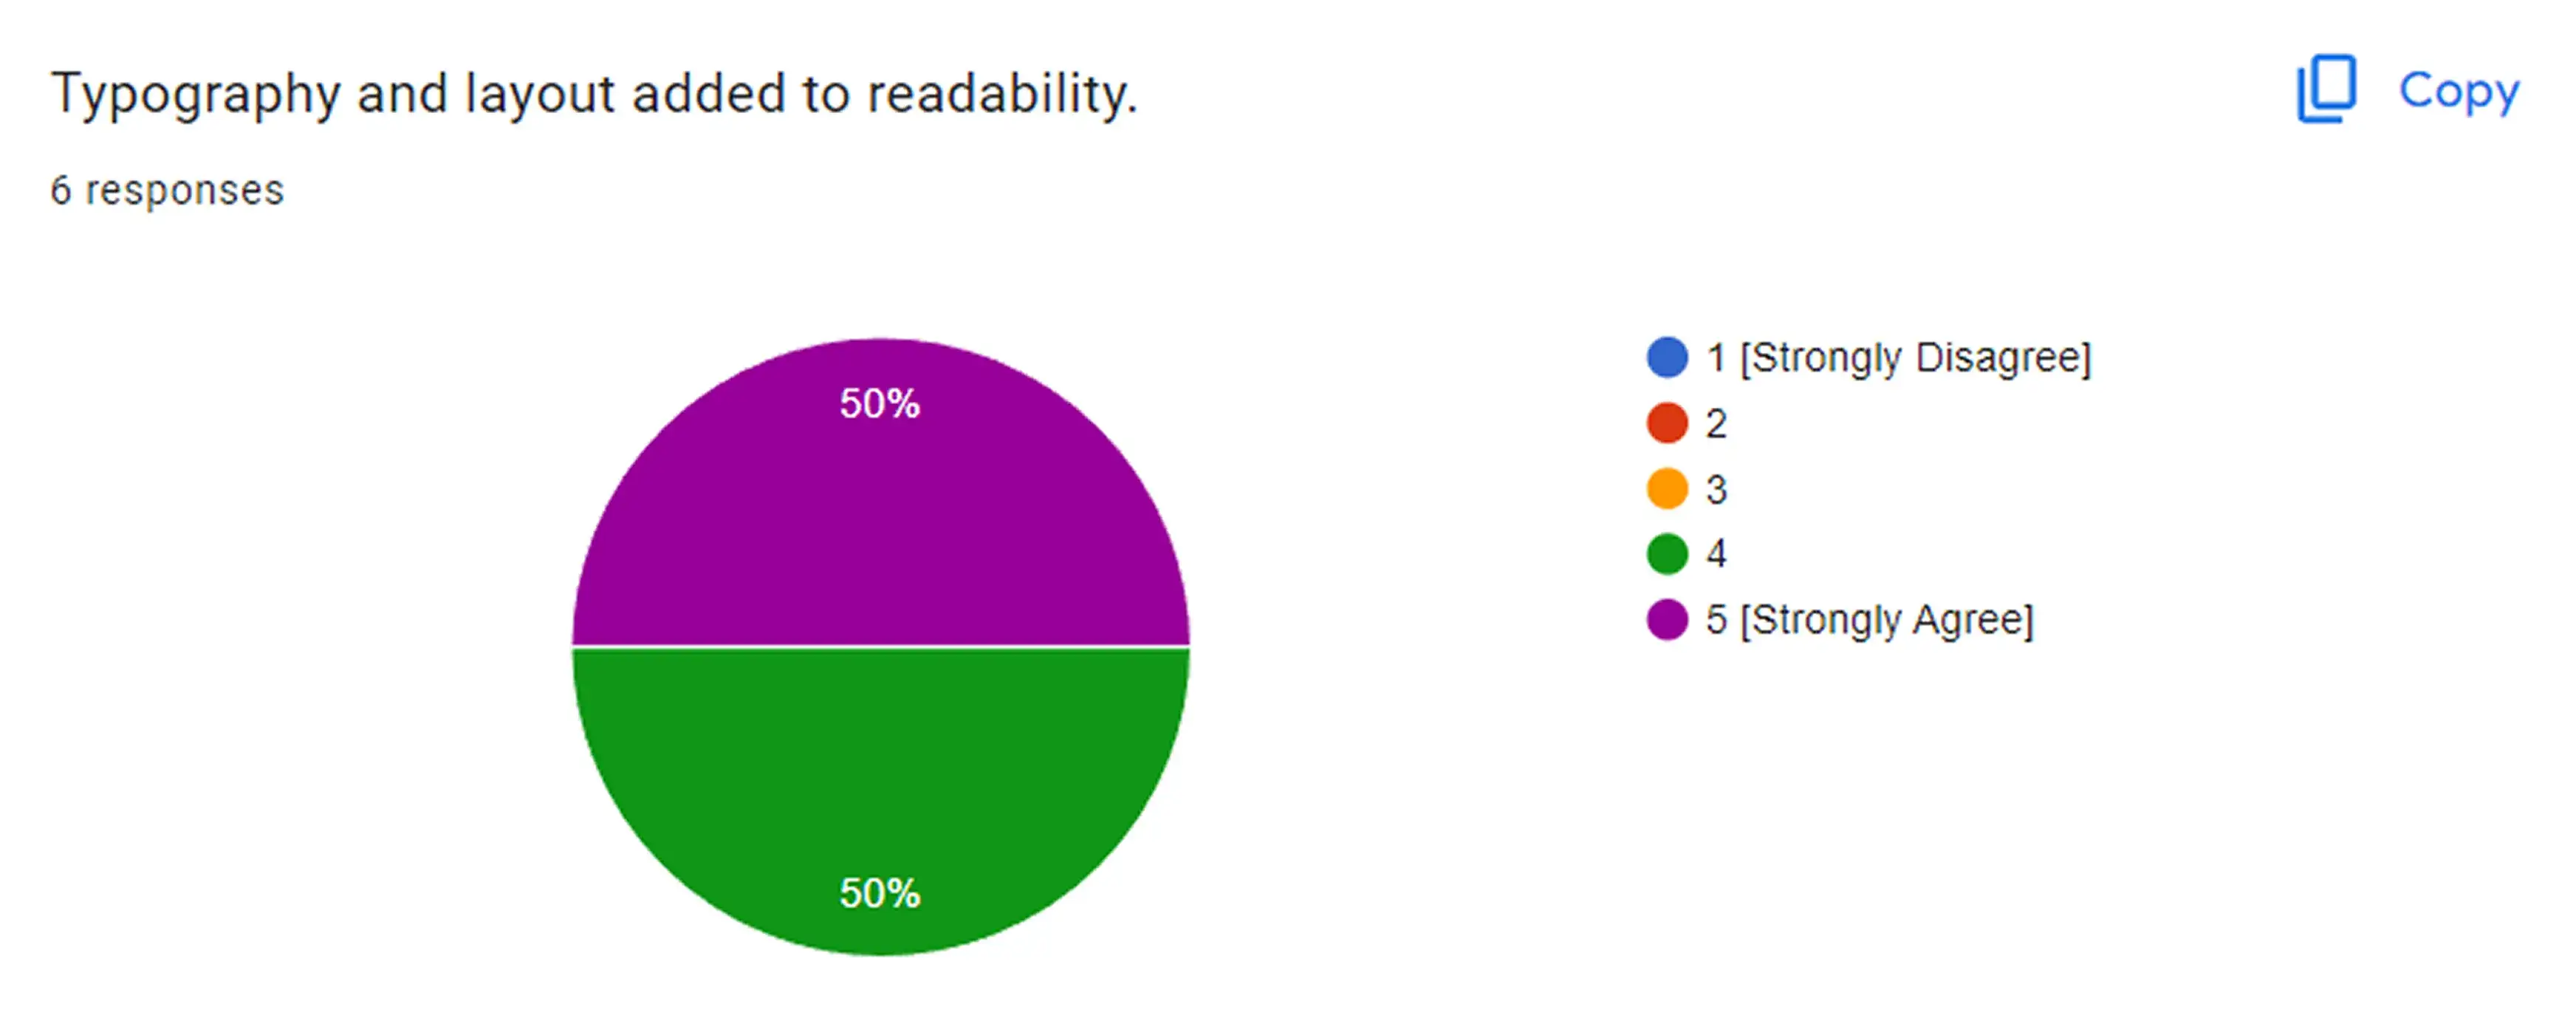 Typography and layout added to readability.
Copy
6 responses
50%
50%
1 [Strongly Disagree]
2
3
4
5 [Strongly Agree]